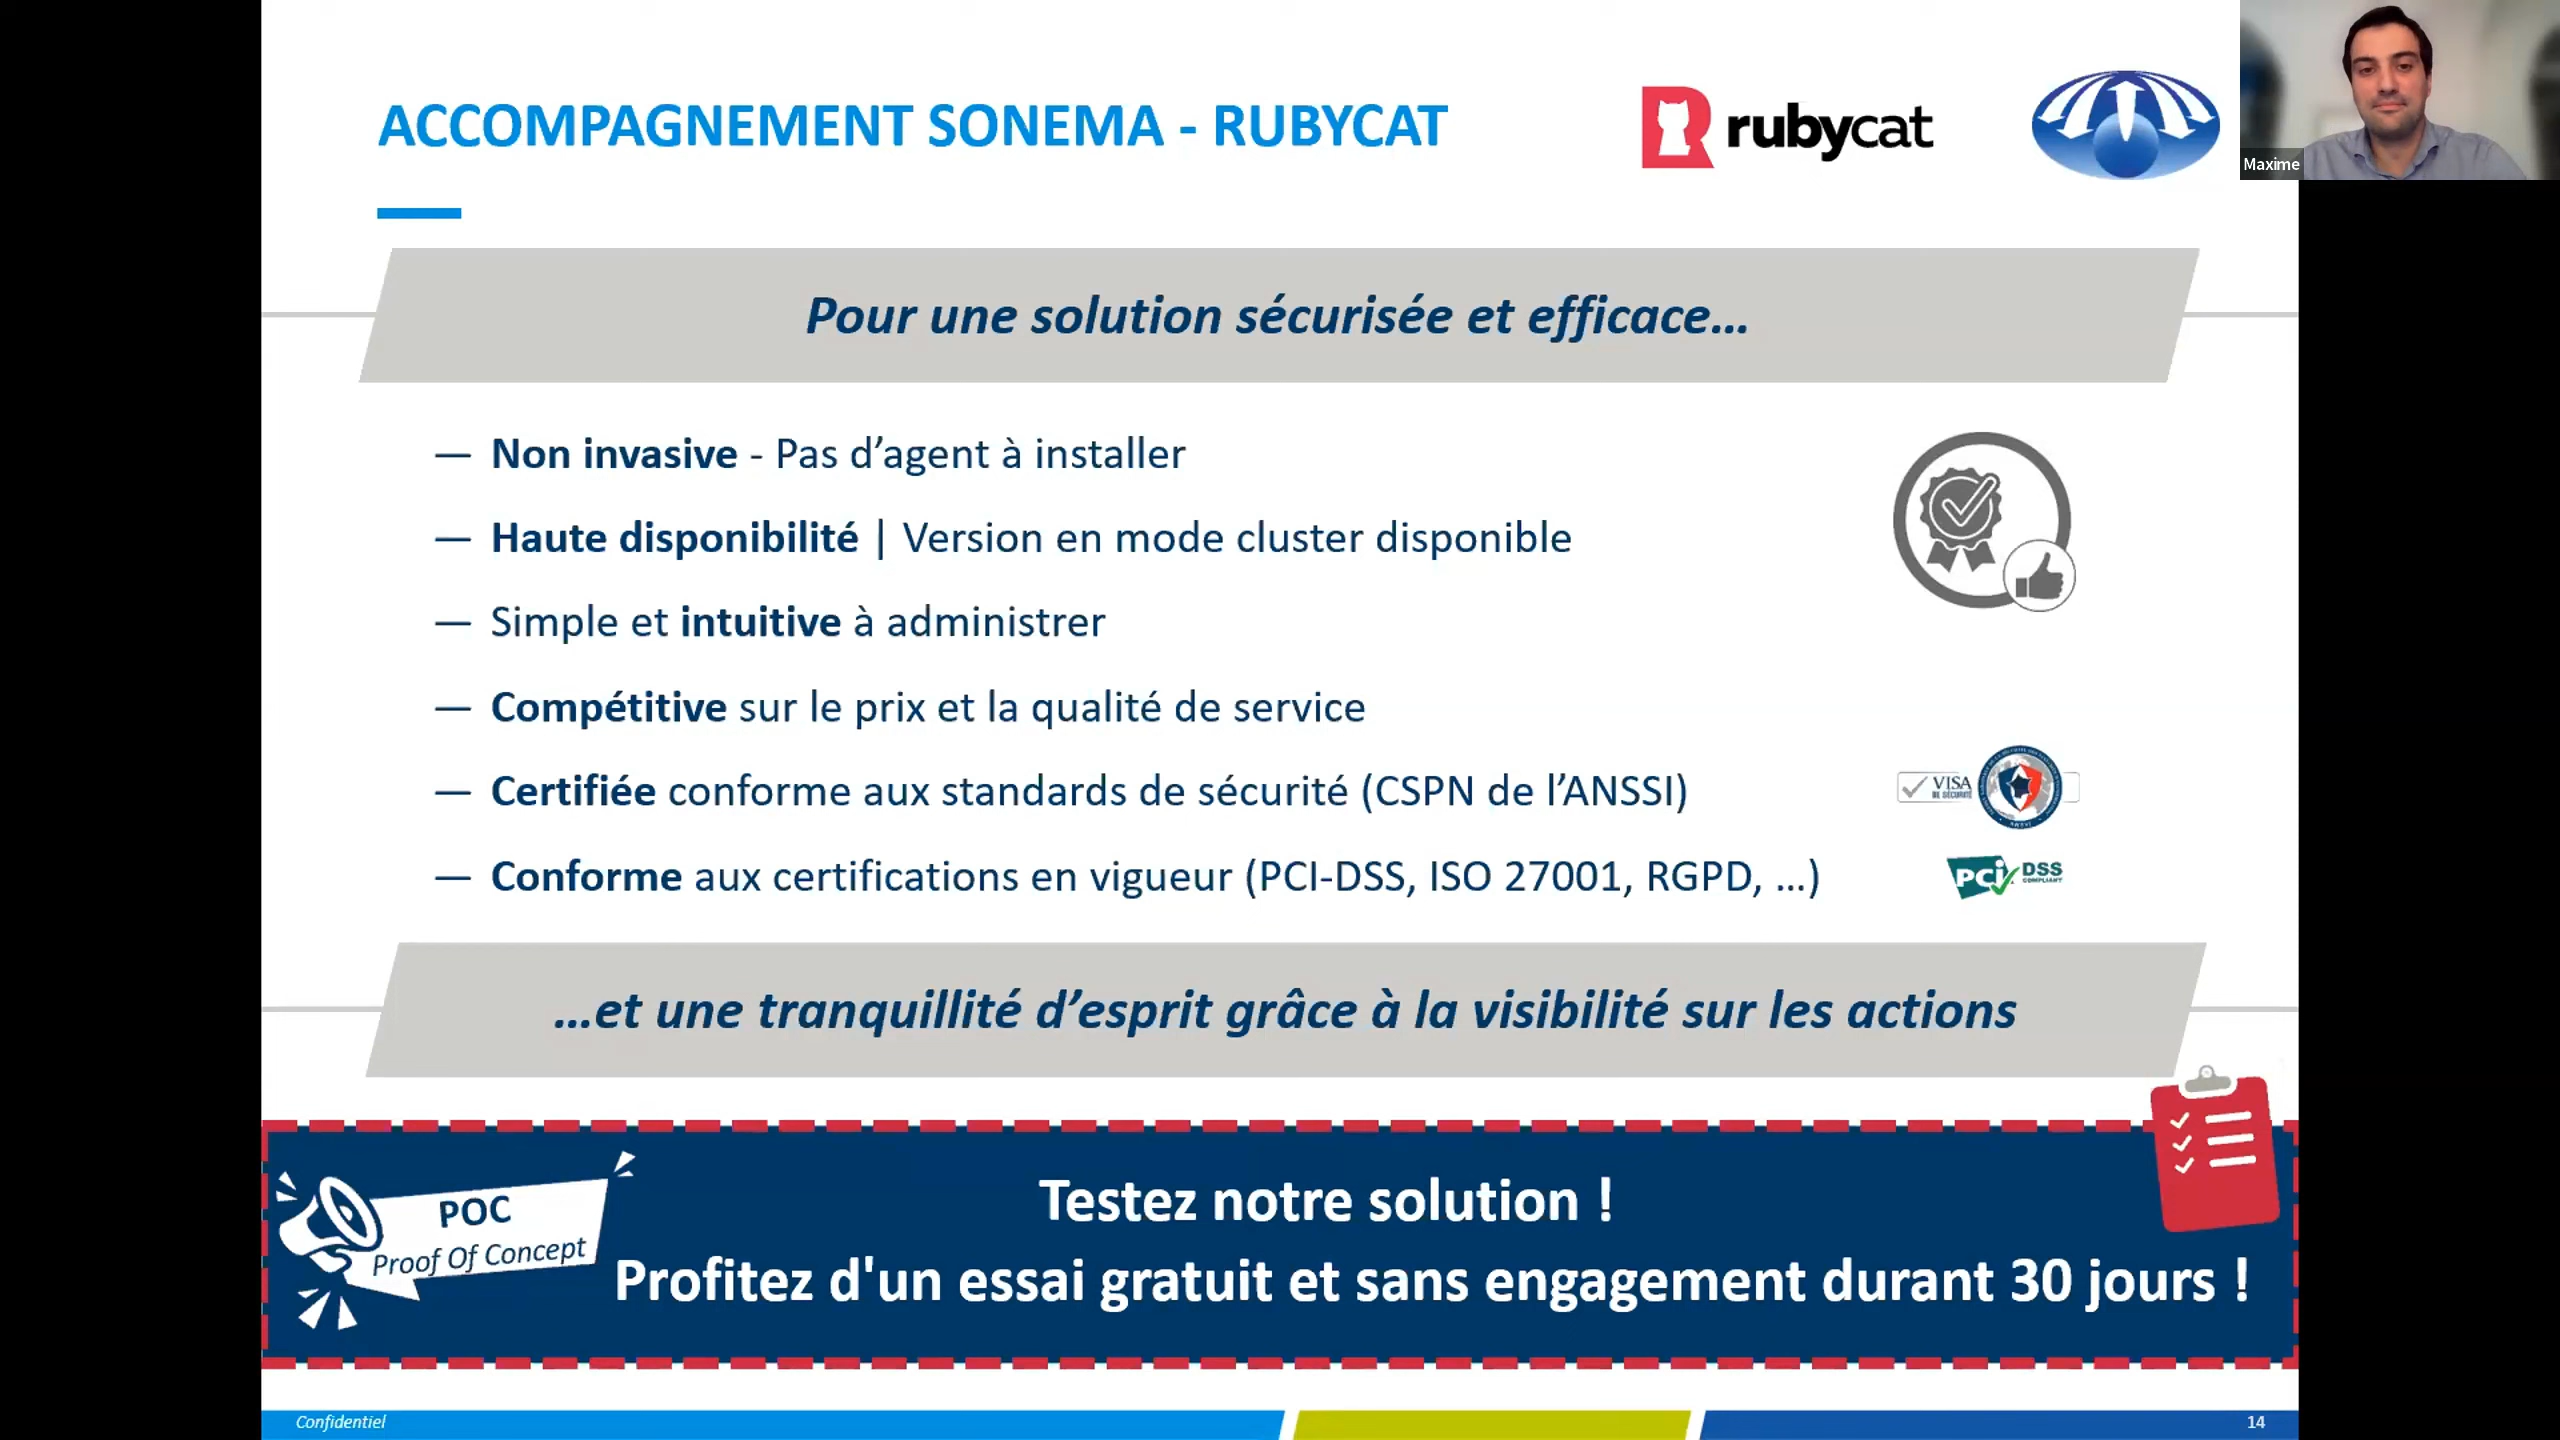 ACCOMPAGNEMENT SONEMA - RUBYCAT
rubycat
Maxime
Pour une solution sécurisée et efficace...
— Non invasive - Pas d’agent à installer
— Haute disponibilité | Version en mode cluster disponible
— Simple et intuitive à administrer
— Compétitive sur le prix et la qualité de service
— Certifiée conforme aux standards de sécurité (CSPN de l’ANSSI)
VISA
DE SÉCURITÉ
— Conforme aux certifications en vigueur (PCI-DSS, ISO 27001, RGPD, ...)
PCI DSS
COMPLIANT
...et une tranquillité d’esprit grâce à la visibilité sur les actions
POC
Proof Of Concept
Testez notre solution !
Profitez d'un essai gratuit et sans engagement durant 30 jours !
Confidentiel
14